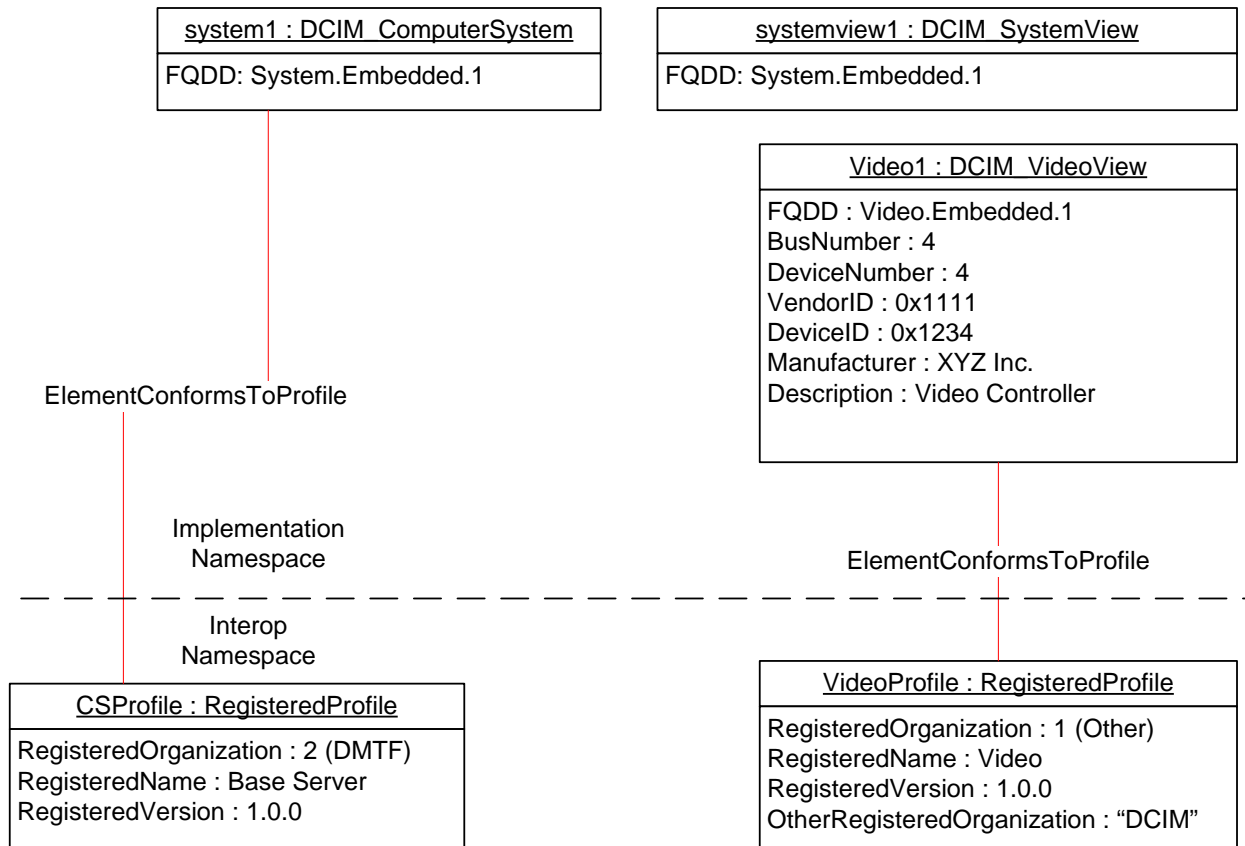 system1 : DCIM_ComputerSystem
FQDD: System.Embedded.1
systemview1 : DCIM_SystemView
FQDD: System.Embedded.1
Video1 : DCIM_VideoView
FQDD : Video.Embedded.1
BusNumber : 4
DeviceNumber : 4
VendorID : 0x1111
DeviceID : 0x1234
Manufacturer : XYZ Inc.
Description : Video Controller
ElementConformsToProfile
Implementation
Namespace
ElementConformsToProfile
Interop
Namespace
CSProfile : RegisteredProfile
RegisteredOrganization : 2 (DMTF)
RegisteredName : Base Server
RegisteredVersion : 1.0.0
VideoProfile : RegisteredProfile
RegisteredOrganization : 1 (Other)
RegisteredName : Video
RegisteredVersion : 1.0.0
OtherRegisteredOrganization : “DCIM”